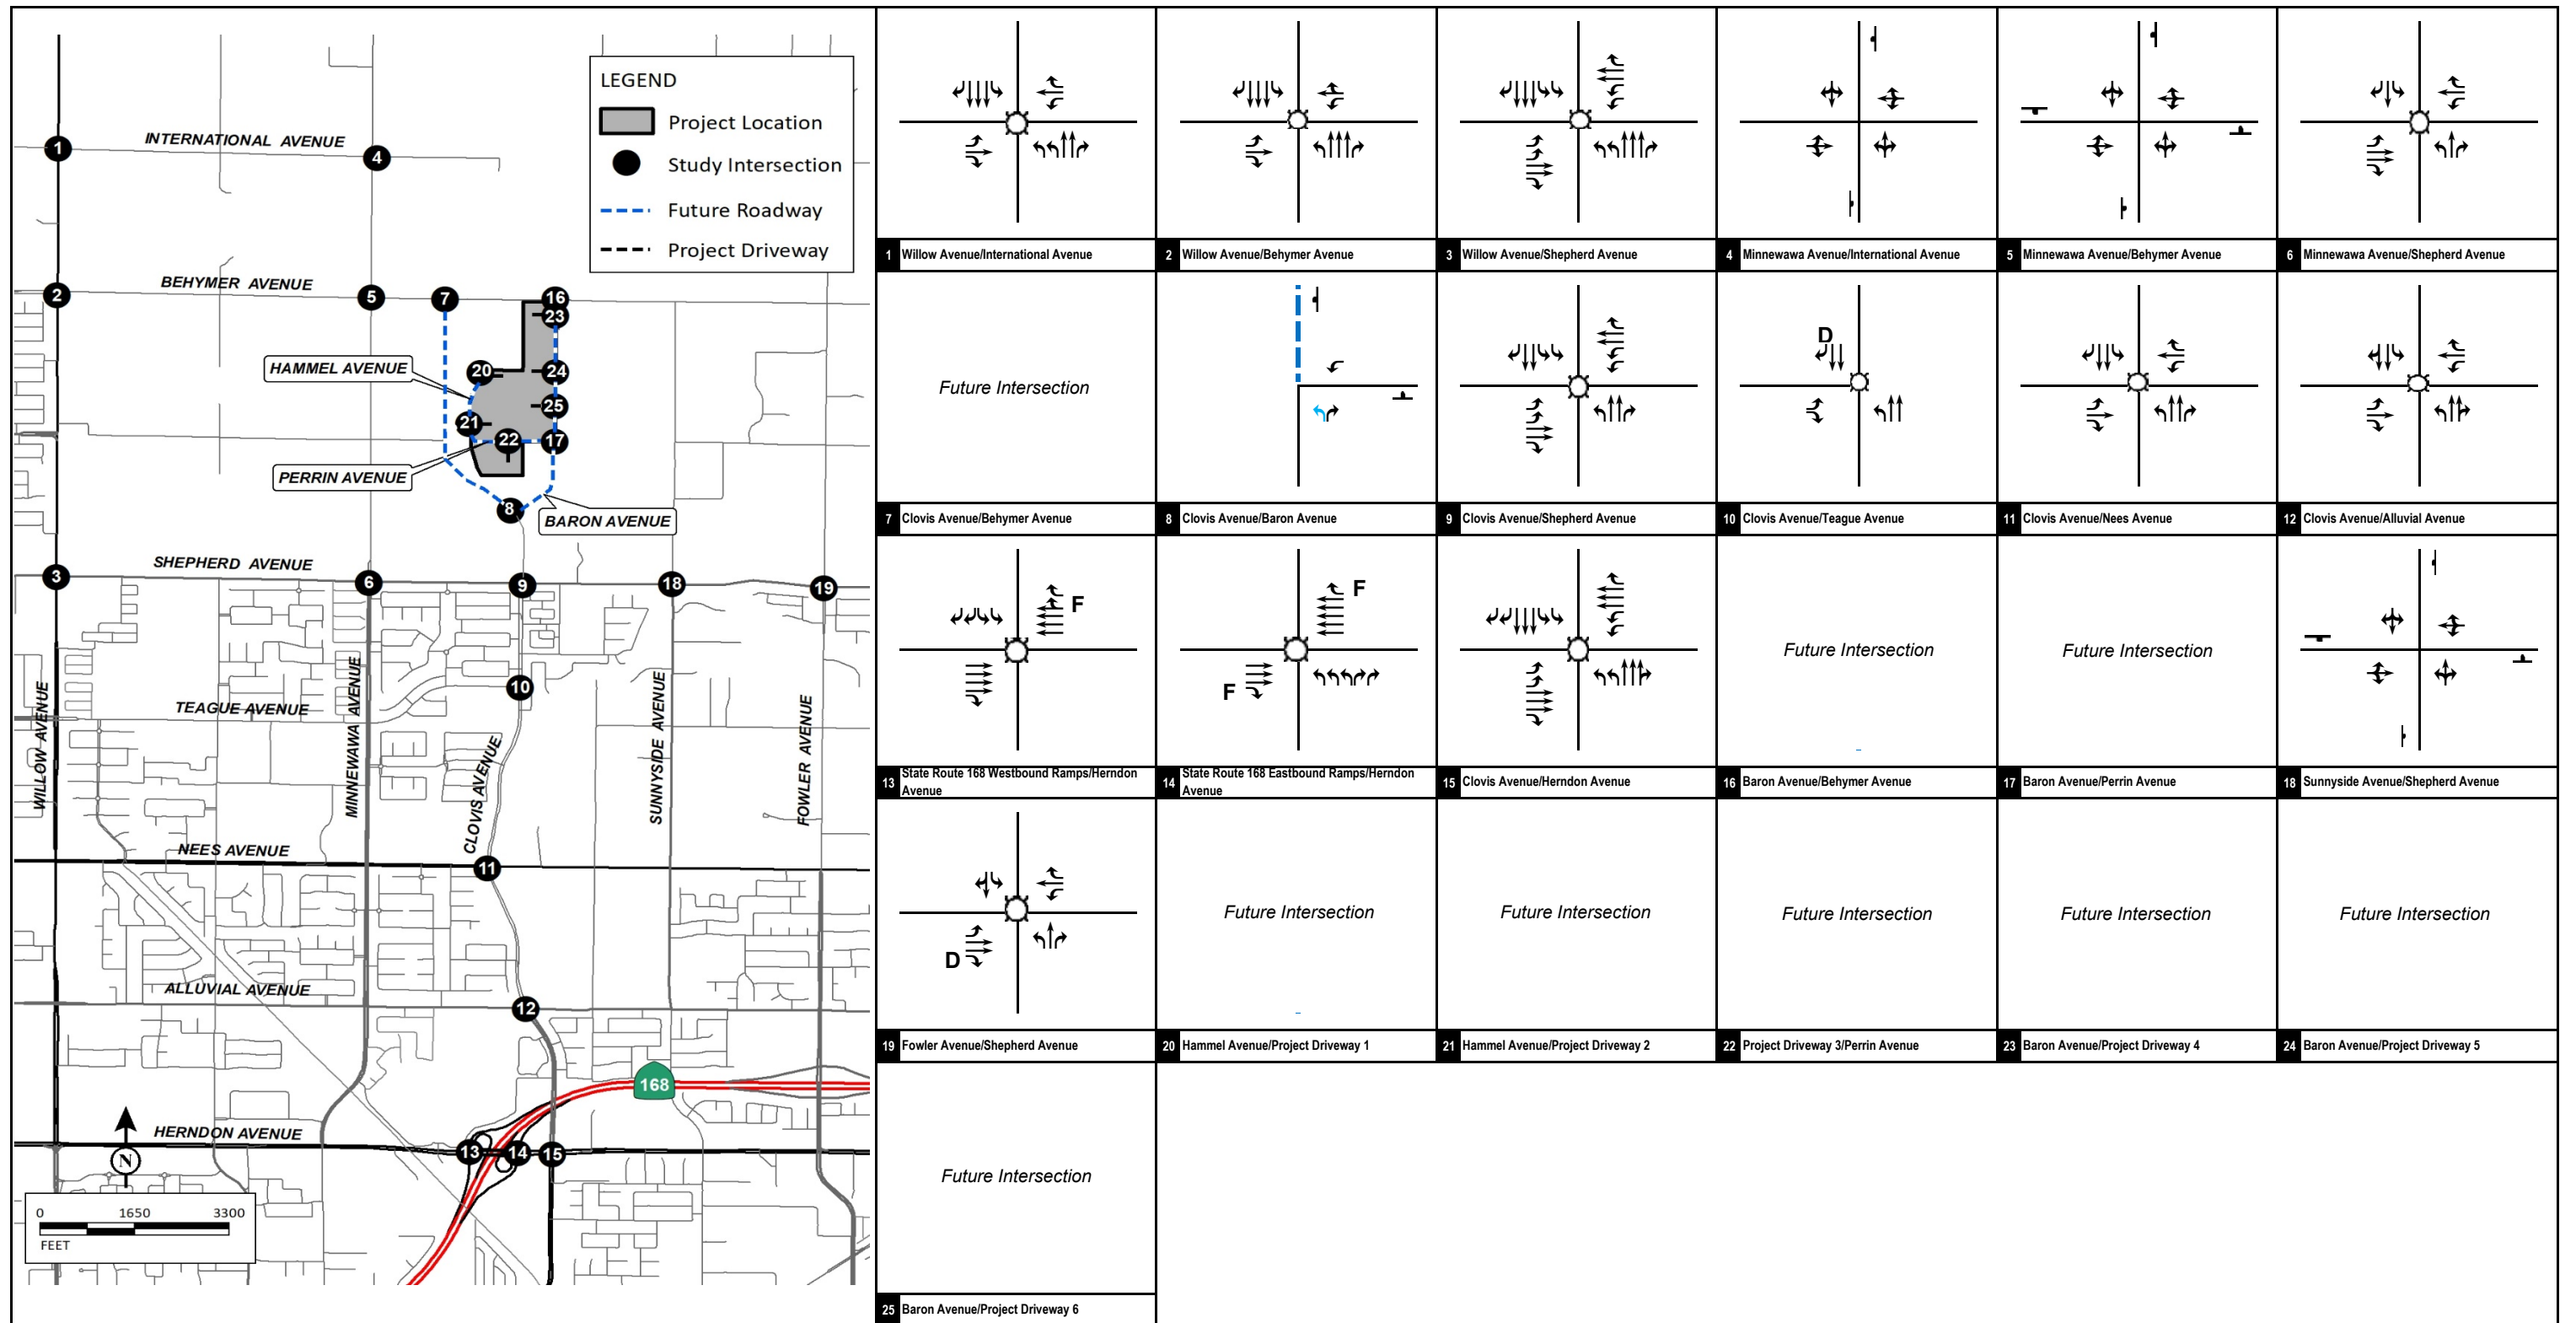 LEGEND
Project Location
Study Intersection
Future Roadway
Project Driveway
INTERNATIONAL AVENUE
1
4
BEHYMER AVENUE
2
5
7
16
23
HAMMEL AVENUE
20
24
25
21
22
17
PERRIN AVENUE
8
BARON AVENUE
SHEPHERD AVENUE
3
6
9
18
19
WILLOW AVENUE
MINNEWAWA AVENUE
CLOVIS AVENUE
SUNNYSIDE AVENUE
FOWLER AVENUE
10
TEAGUE AVENUE
NEES AVENUE
11
ALLUVIAL AVENUE
12
168
HERNDON AVENUE
13
14
15
N
0 1650 3300
FEET
1 Willow Avenue/International Avenue
2 Willow Avenue/Behymer Avenue
3 Willow Avenue/Shepherd Avenue
4 Minnewawa Avenue/International Avenue
5 Minnewawa Avenue/Behymer Avenue
6 Minnewawa Avenue/Shepherd Avenue
Future Intersection
D
7 Clovis Avenue/Behymer Avenue
8 Clovis Avenue/Baron Avenue
9 Clovis Avenue/Shepherd Avenue
10 Clovis Avenue/Teague Avenue
11 Clovis Avenue/Nees Avenue
12 Clovis Avenue/Alluvial Avenue
F
F
F
Future Intersection
Future Intersection
13 State Route 168 Westbound Ramps/Herndon
Avenue
14 State Route 168 Eastbound Ramps/Herndon
Avenue
15 Clovis Avenue/Herndon Avenue
16 Baron Avenue/Behymer Avenue
17 Baron Avenue/Perrin Avenue
18 Sunnyside Avenue/Shepherd Avenue
D
Future Intersection
Future Intersection
Future Intersection
Future Intersection
Future Intersection
19 Fowler Avenue/Shepherd Avenue
20 Hammel Avenue/Project Driveway 1
21 Hammel Avenue/Project Driveway 2
22 Project Driveway 3/Perrin Avenue
23 Baron Avenue/Project Driveway 4
24 Baron Avenue/Project Driveway 5
Future Intersection
25 Baron Avenue/Project Driveway 6